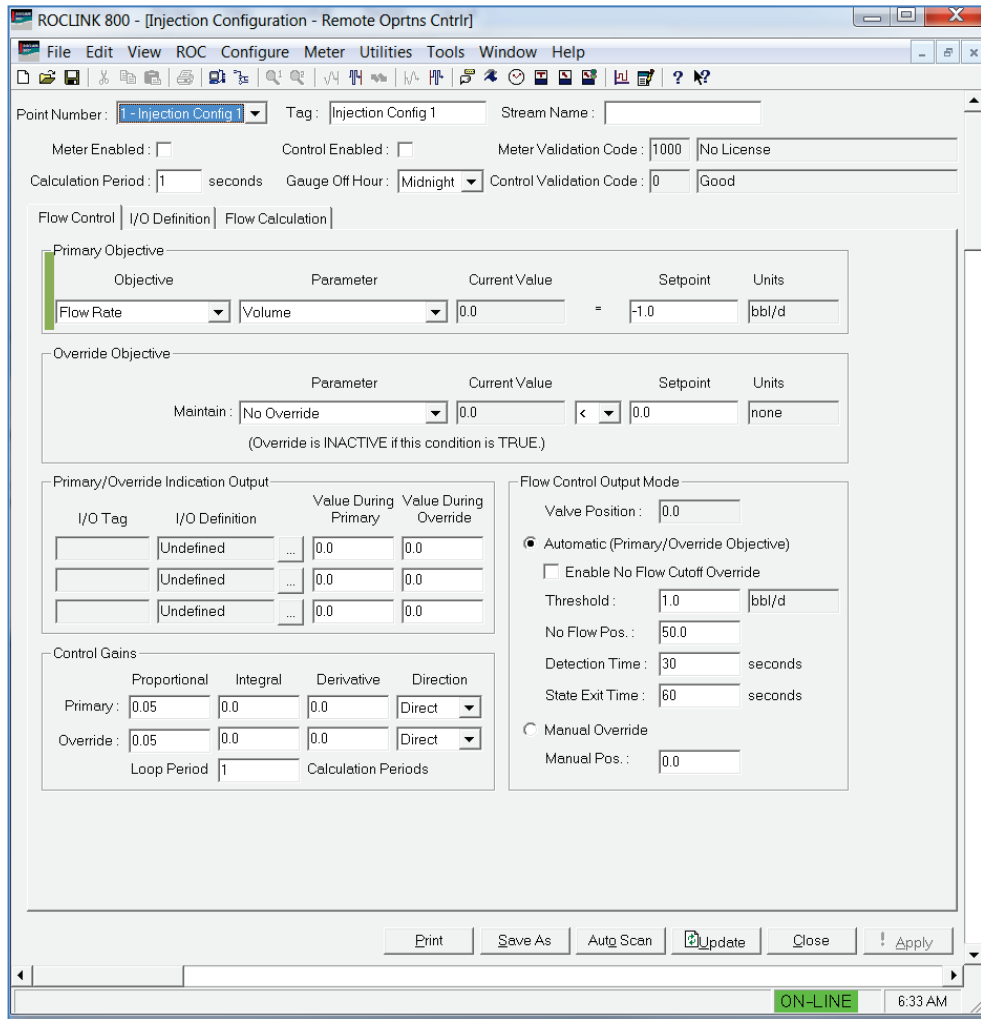 ROCLINK 800 - [Injection Configuration - Remote Oprtns Cntrlr]
File Edit View ROC Configure Meter Utilities Tools Window Help
Point Number : 1 - Injection Config 1 Tag : Injection Config 1 Stream Name :
Meter Enabled : Control Enabled : Meter Validation Code : 1000 No License
Calculation Period : 1 seconds Gauge Off Hour : Midnight Control Validation Code : 0 Good
Flow Control I/O Definition Flow Calculation
Primary Objective
Objective Parameter Current Value Setpoint Units
Flow Rate Volume 0.0 = -1.0 bbl/d
Override Objective
Parameter Current Value Setpoint Units
Maintain : No Override 0.0 < 0.0 none
(Override is INACTIVE if this condition is TRUE.)
Primary/Override Indication Output
I/O Tag I/O Definition Value During Primary Value During Override
Undefined ... 0.0 0.0
Undefined ... 0.0 0.0
Undefined ... 0.0 0.0
Control Gains
Proportional Integral Derivative Direction
Primary : 0.05 0.0 0.0 Direct
Override : 0.05 0.0 0.0 Direct
Loop Period 1 Calculation Periods
Flow Control Output Mode
Valve Position : 0.0
Automatic (Primary/Override Objective)
Enable No Flow Cutoff Override
Threshold : 1.0 bbl/d
No Flow Pos. : 50.0
Detection Time : 30 seconds
State Exit Time : 60 seconds
Manual Override
Manual Pos. : 0.0
Print Save As Auto Scan Update Close ! Apply
ON-LINE 6:33 AM